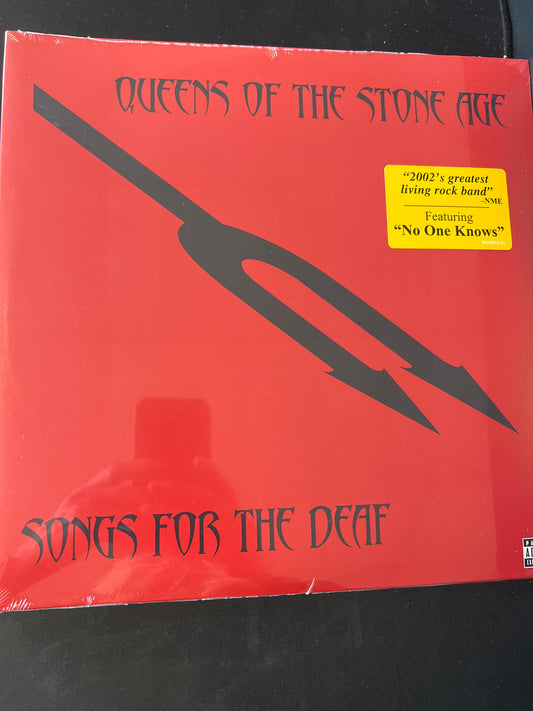 QUEENS OF THE STONE AGE
“2002’s greatest
living rock band”
–NME
Featuring
“No One Knows”
SONGS FOR THE DEAF